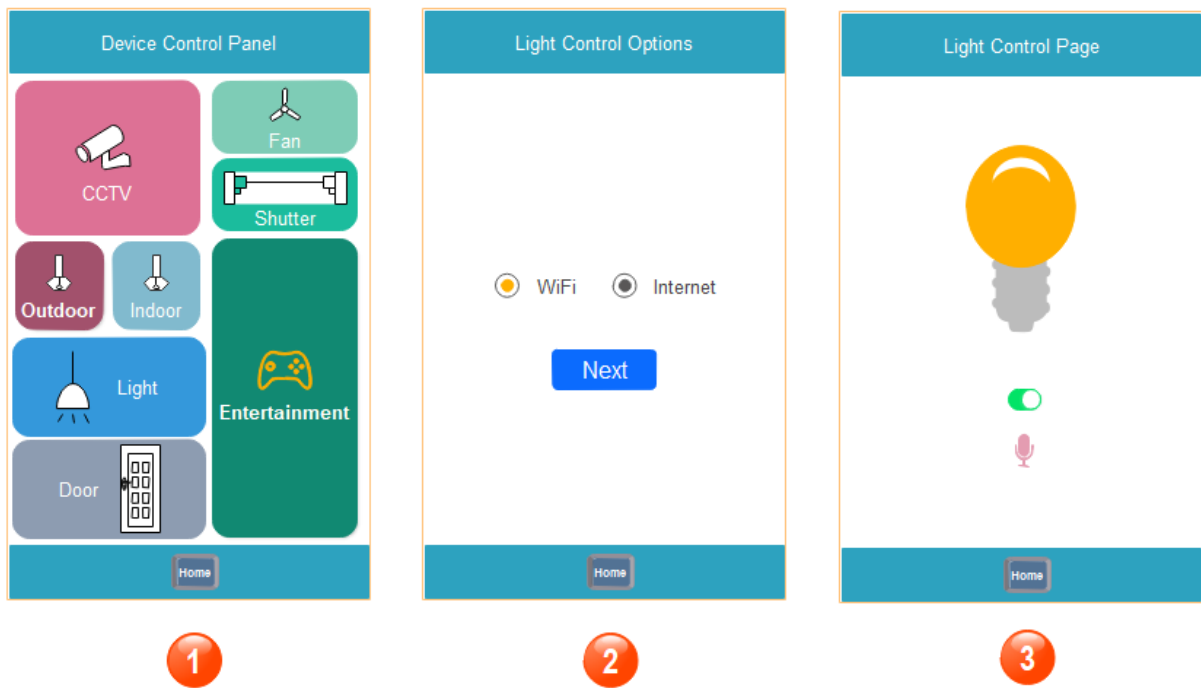 Device Control Panel
CCTV
Fan
Shutter
Outdoor
Indoor
Light
Entertainment
Door
Home
1
Light Control Options
WiFi
Internet
Next
Home
2
Light Control Page
Home
3